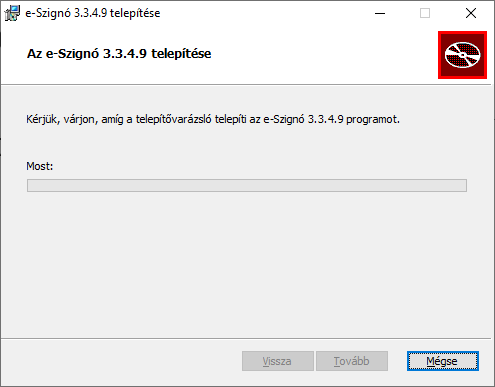 e-Szignó 3.3.4.9 telepítése
Az e-Szignó 3.3.4.9 telepítése
Kérjük, várjon, amíg a telepítővarázsló telepíti az e-Szignó 3.3.4.9 programot.
Most:
Vissza
Tovább
Mégse